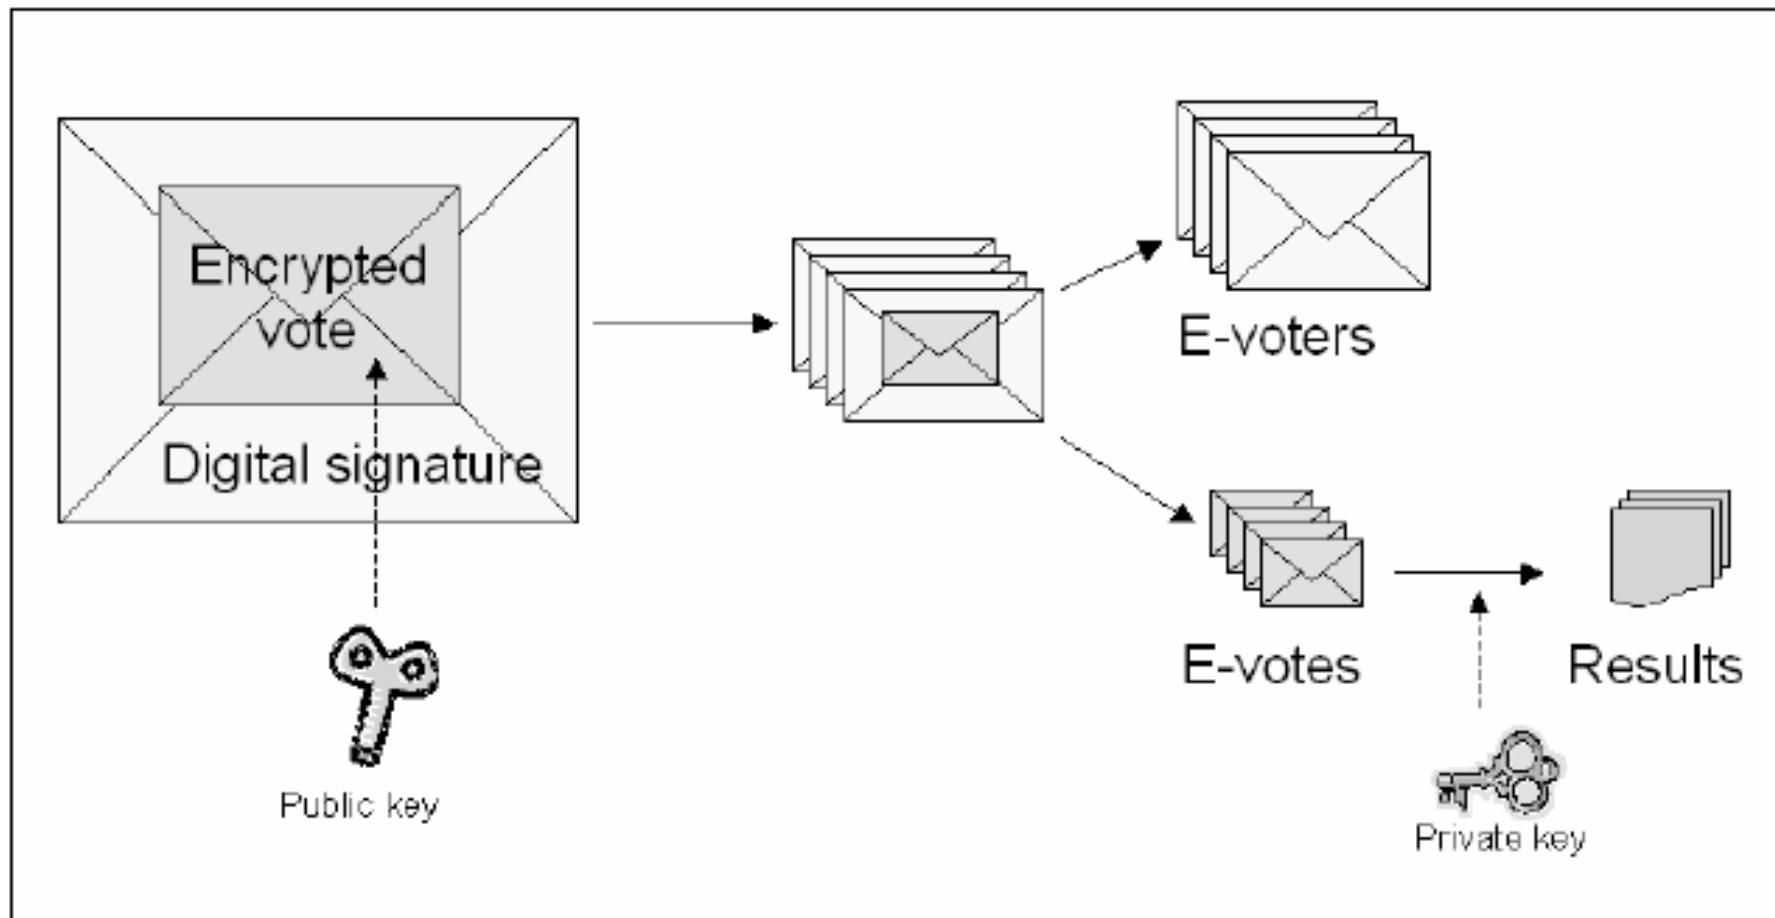 Encrypted
vote
Digital signature
Public key
E-voters
E-votes
Results
Private key